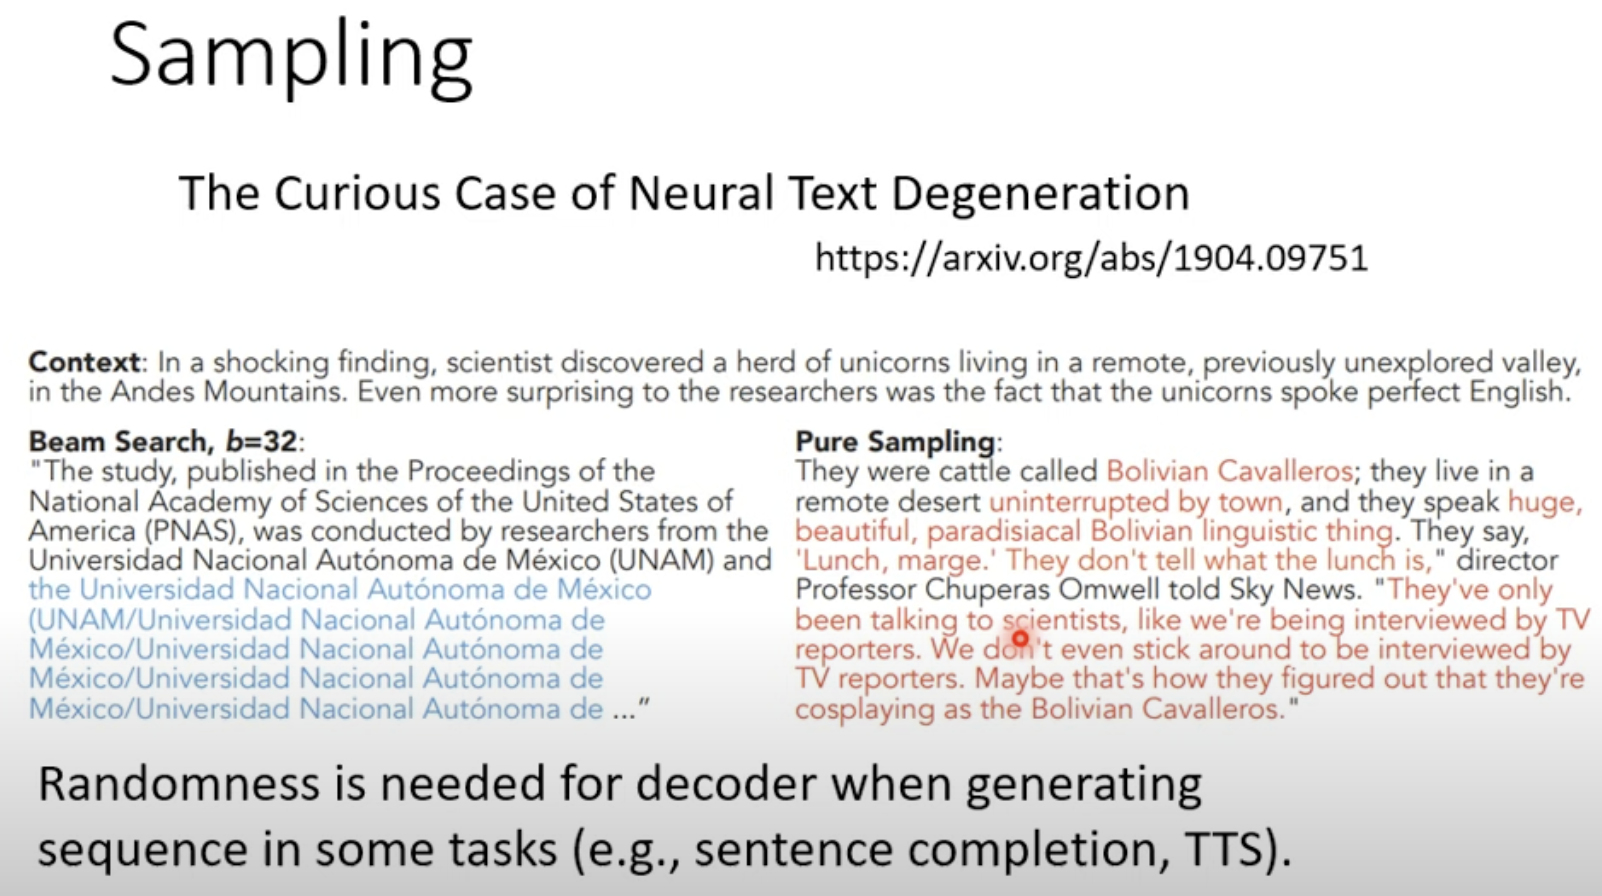 Sampling
The Curious Case of Neural Text Degeneration
https://arxiv.org/abs/1904.09751
Context: In a shocking finding, scientist discovered a herd of unicorns living in a remote, previously unexplored valley,
in the Andes Mountains. Even more surprising to the researchers was the fact that the unicorns spoke perfect English.
Beam Search, b=32:
"The study, published in the Proceedings of the
National Academy of Sciences of the United States of
America (PNAS), was conducted by researchers from the
Universidad Nacional Autónoma de México (UNAM) and
the Universidad Nacional Autónoma de México
(UNAM/Universidad Nacional Autónoma de
México/Universidad Nacional Autónoma de
México/Universidad Nacional Autónoma de
México/Universidad Nacional Autónoma de ..."
Pure Sampling:
They were cattle called Bolivian Cavalleros; they live in a
remote desert uninterrupted by town, and they speak huge,
beautiful, paradisiacal Bolivian linguistic thing. They say,
'Lunch, marge.' They don't tell what the lunch is," director
Professor Chuperas Omwell told Sky News. "They've only
been talking to scientists, like we're being interviewed by TV
reporters. We don't even stick around to be interviewed by
TV reporters. Maybe that's how they figured out that they're
cosplaying as the Bolivian Cavalleros."
Randomness is needed for decoder when generating
sequence in some tasks (e.g., sentence completion, TTS).